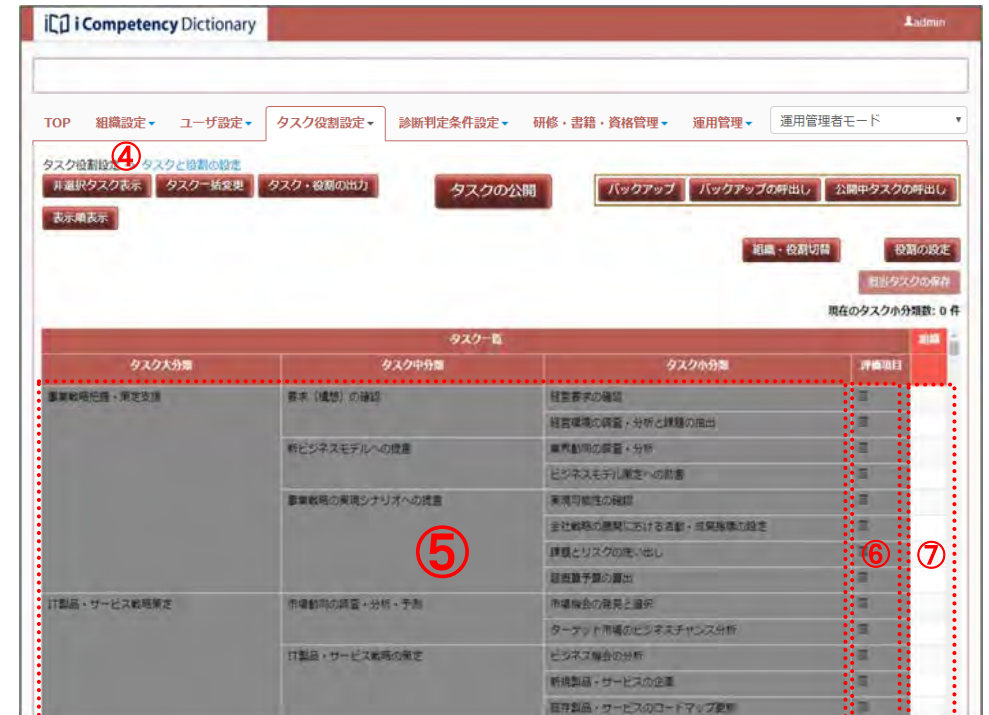 i Competency Dictionary
admin
TOP 組織設定 ユーザ設定 タスク役割設定 診断判定条件設定 研修・書籍・資格管理 運用管理 運用管理者モード
タスク役割設定 ④ タスクと役割の設定
非選択タスク表示 タスク一括変更 タスク・役割の出力 タスクの公開 バックアップ バックアップの呼出し 公開中タスクの呼出し
表示順表示
組織・役割切替 役割の設定
担当タスクの保存
現在のタスク小分類数: 0 件
タスク一覧 組織
タスク大分類 タスク中分類 タスク小分類 評価項目
事業戦略把握・策定支援 要求（構想）の確認 経営要求の確認
経営環境の調査・分析と課題の抽出
新ビジネスモデルへの提言 業界動向の調査・分析
ビジネスモデル策定への助言
事業戦略の実現シナリオへの提言 実現可能性の確認
全社戦略の展開における活動・成果指標の設定
課題とリスクの洗い出し
⑤ ⑥ ⑦
超概算予算の算出
IT製品・サービス戦略策定 市場動向の調査・分析・予測 市場機会の発見と選択
ターゲット市場のビジネスチャンス分析
IT製品・サービス戦略の策定 ビジネス機会の分析
新規製品・サービスの企画
既存製品・サービスのロードマップ更新